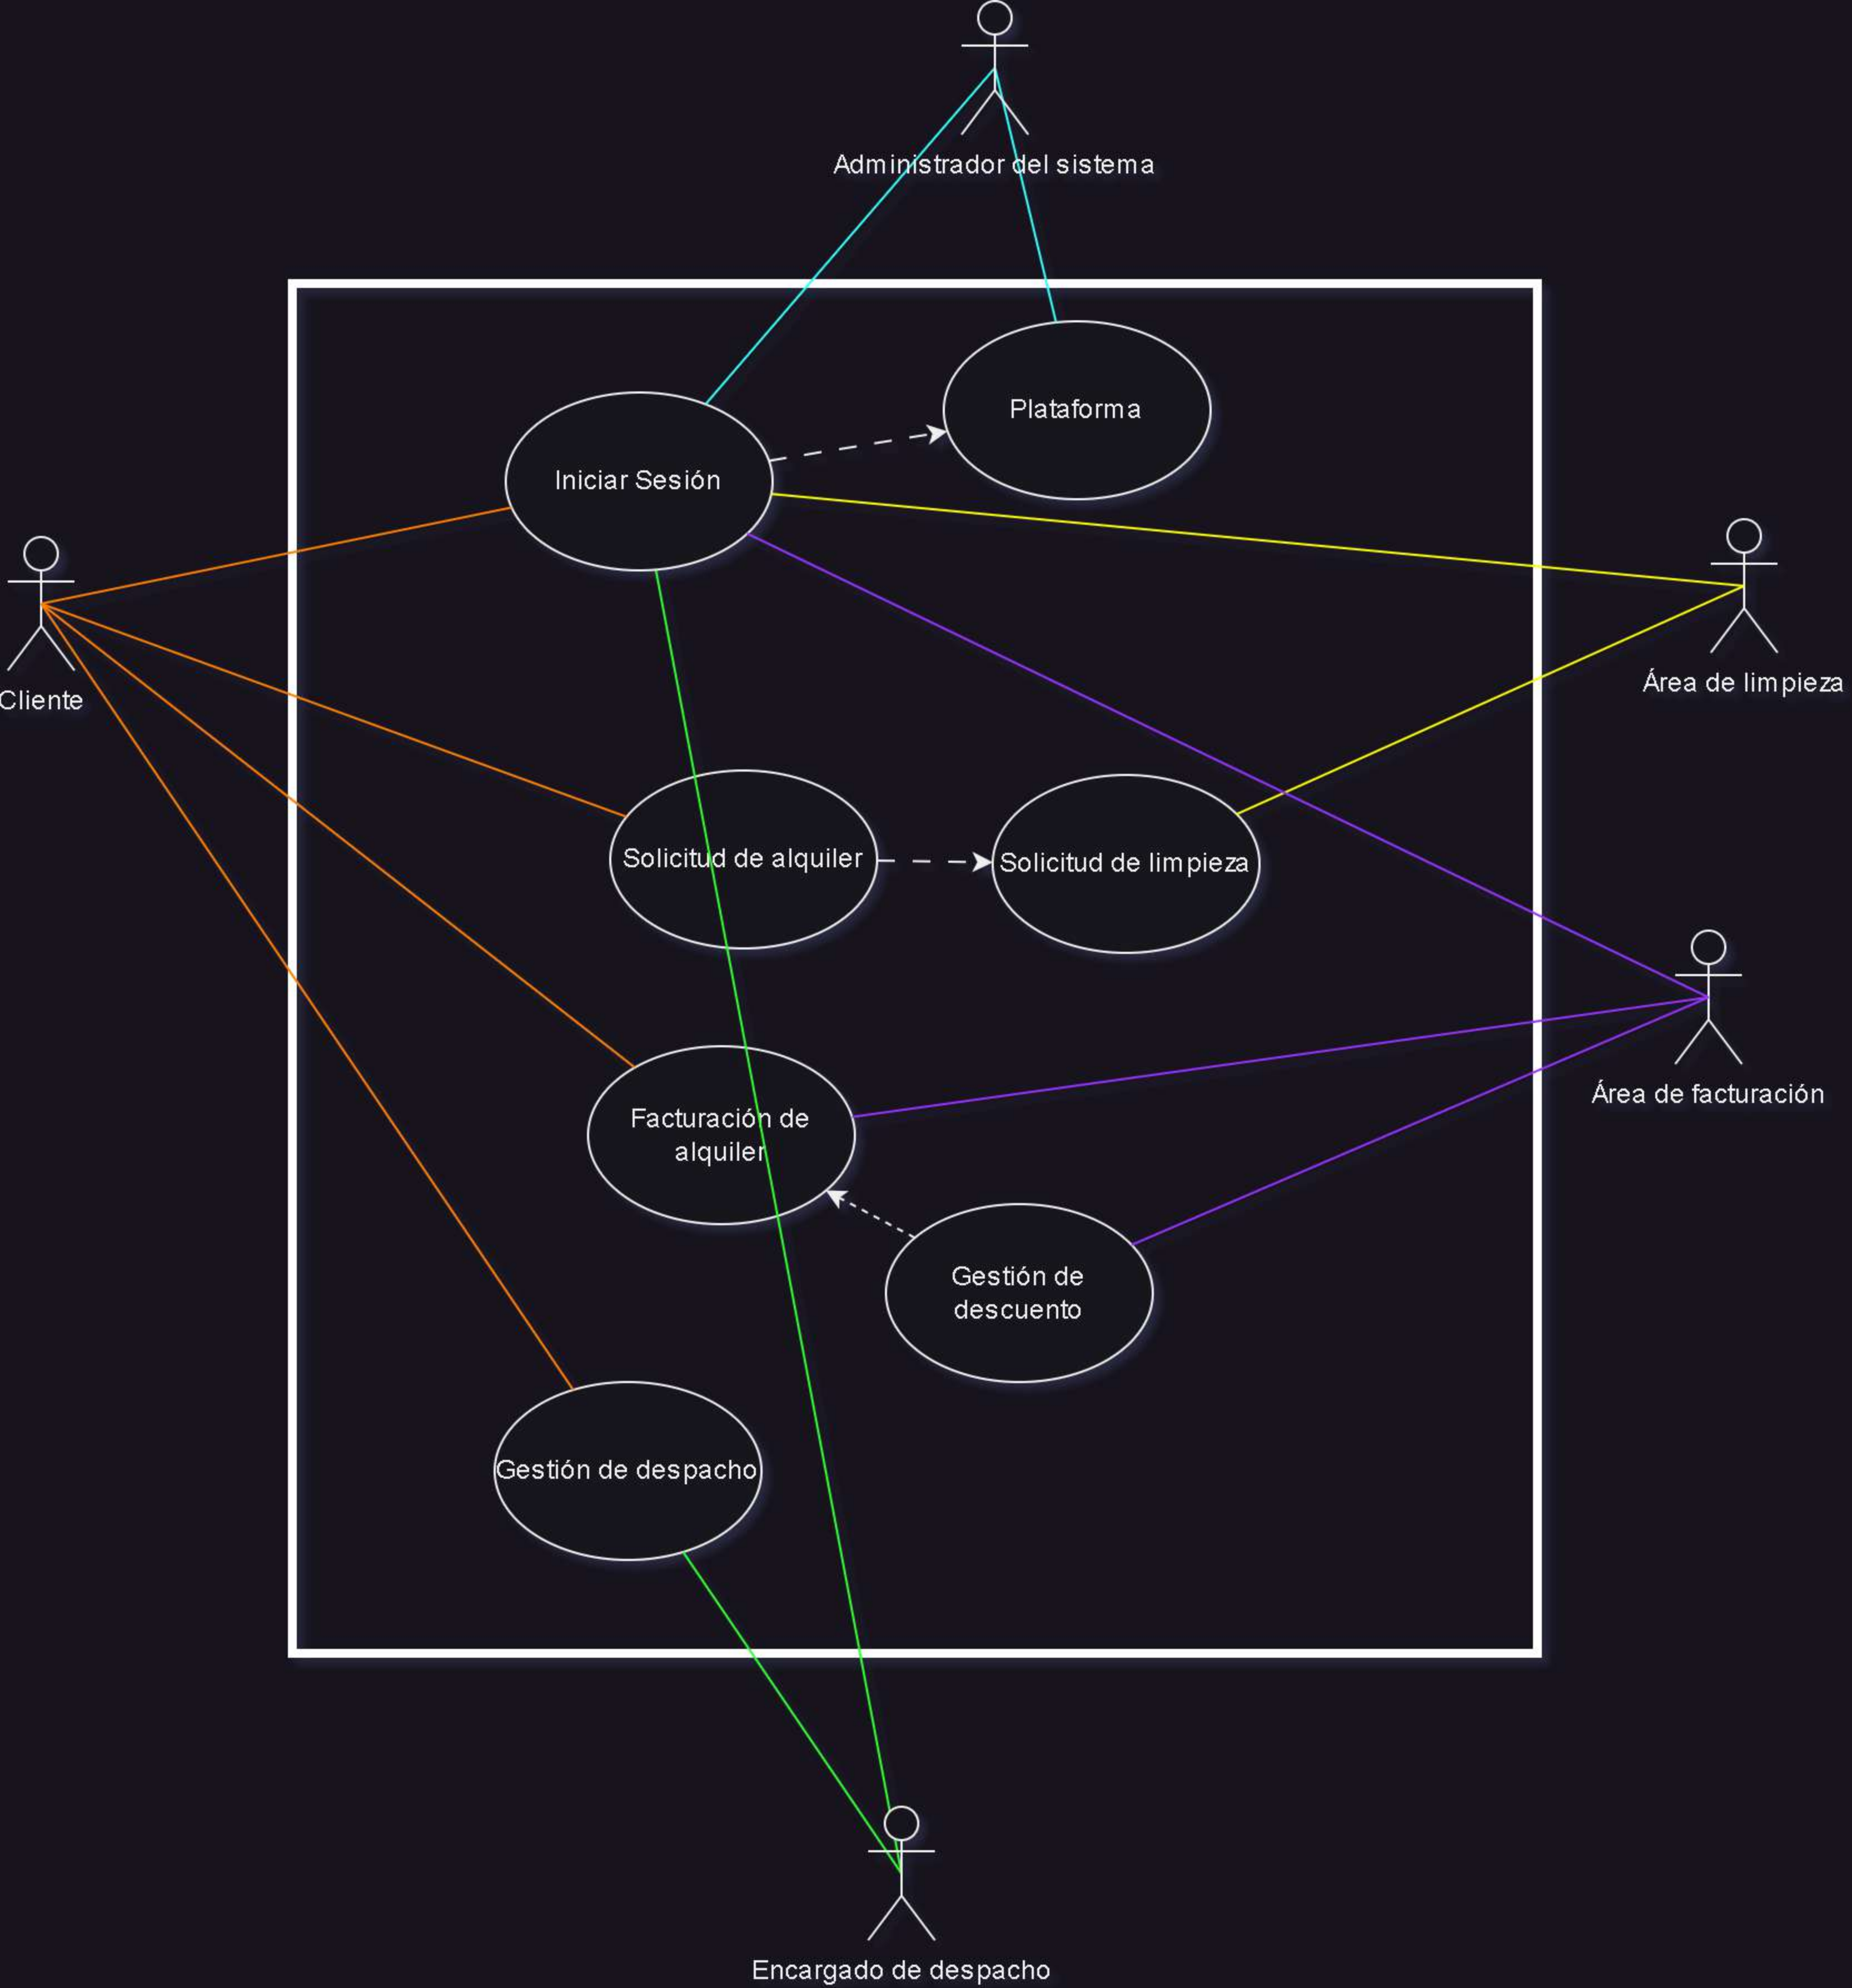 Administrador del sistema
Plataforma
Iniciar Sesión
Cliente
Área de limpieza
Solicitud de alquiler
Solicitud de limpieza
Área de facturación
Facturación de
alquiler
Gestión de
descuento
Gestión de despacho
Encargado de despacho